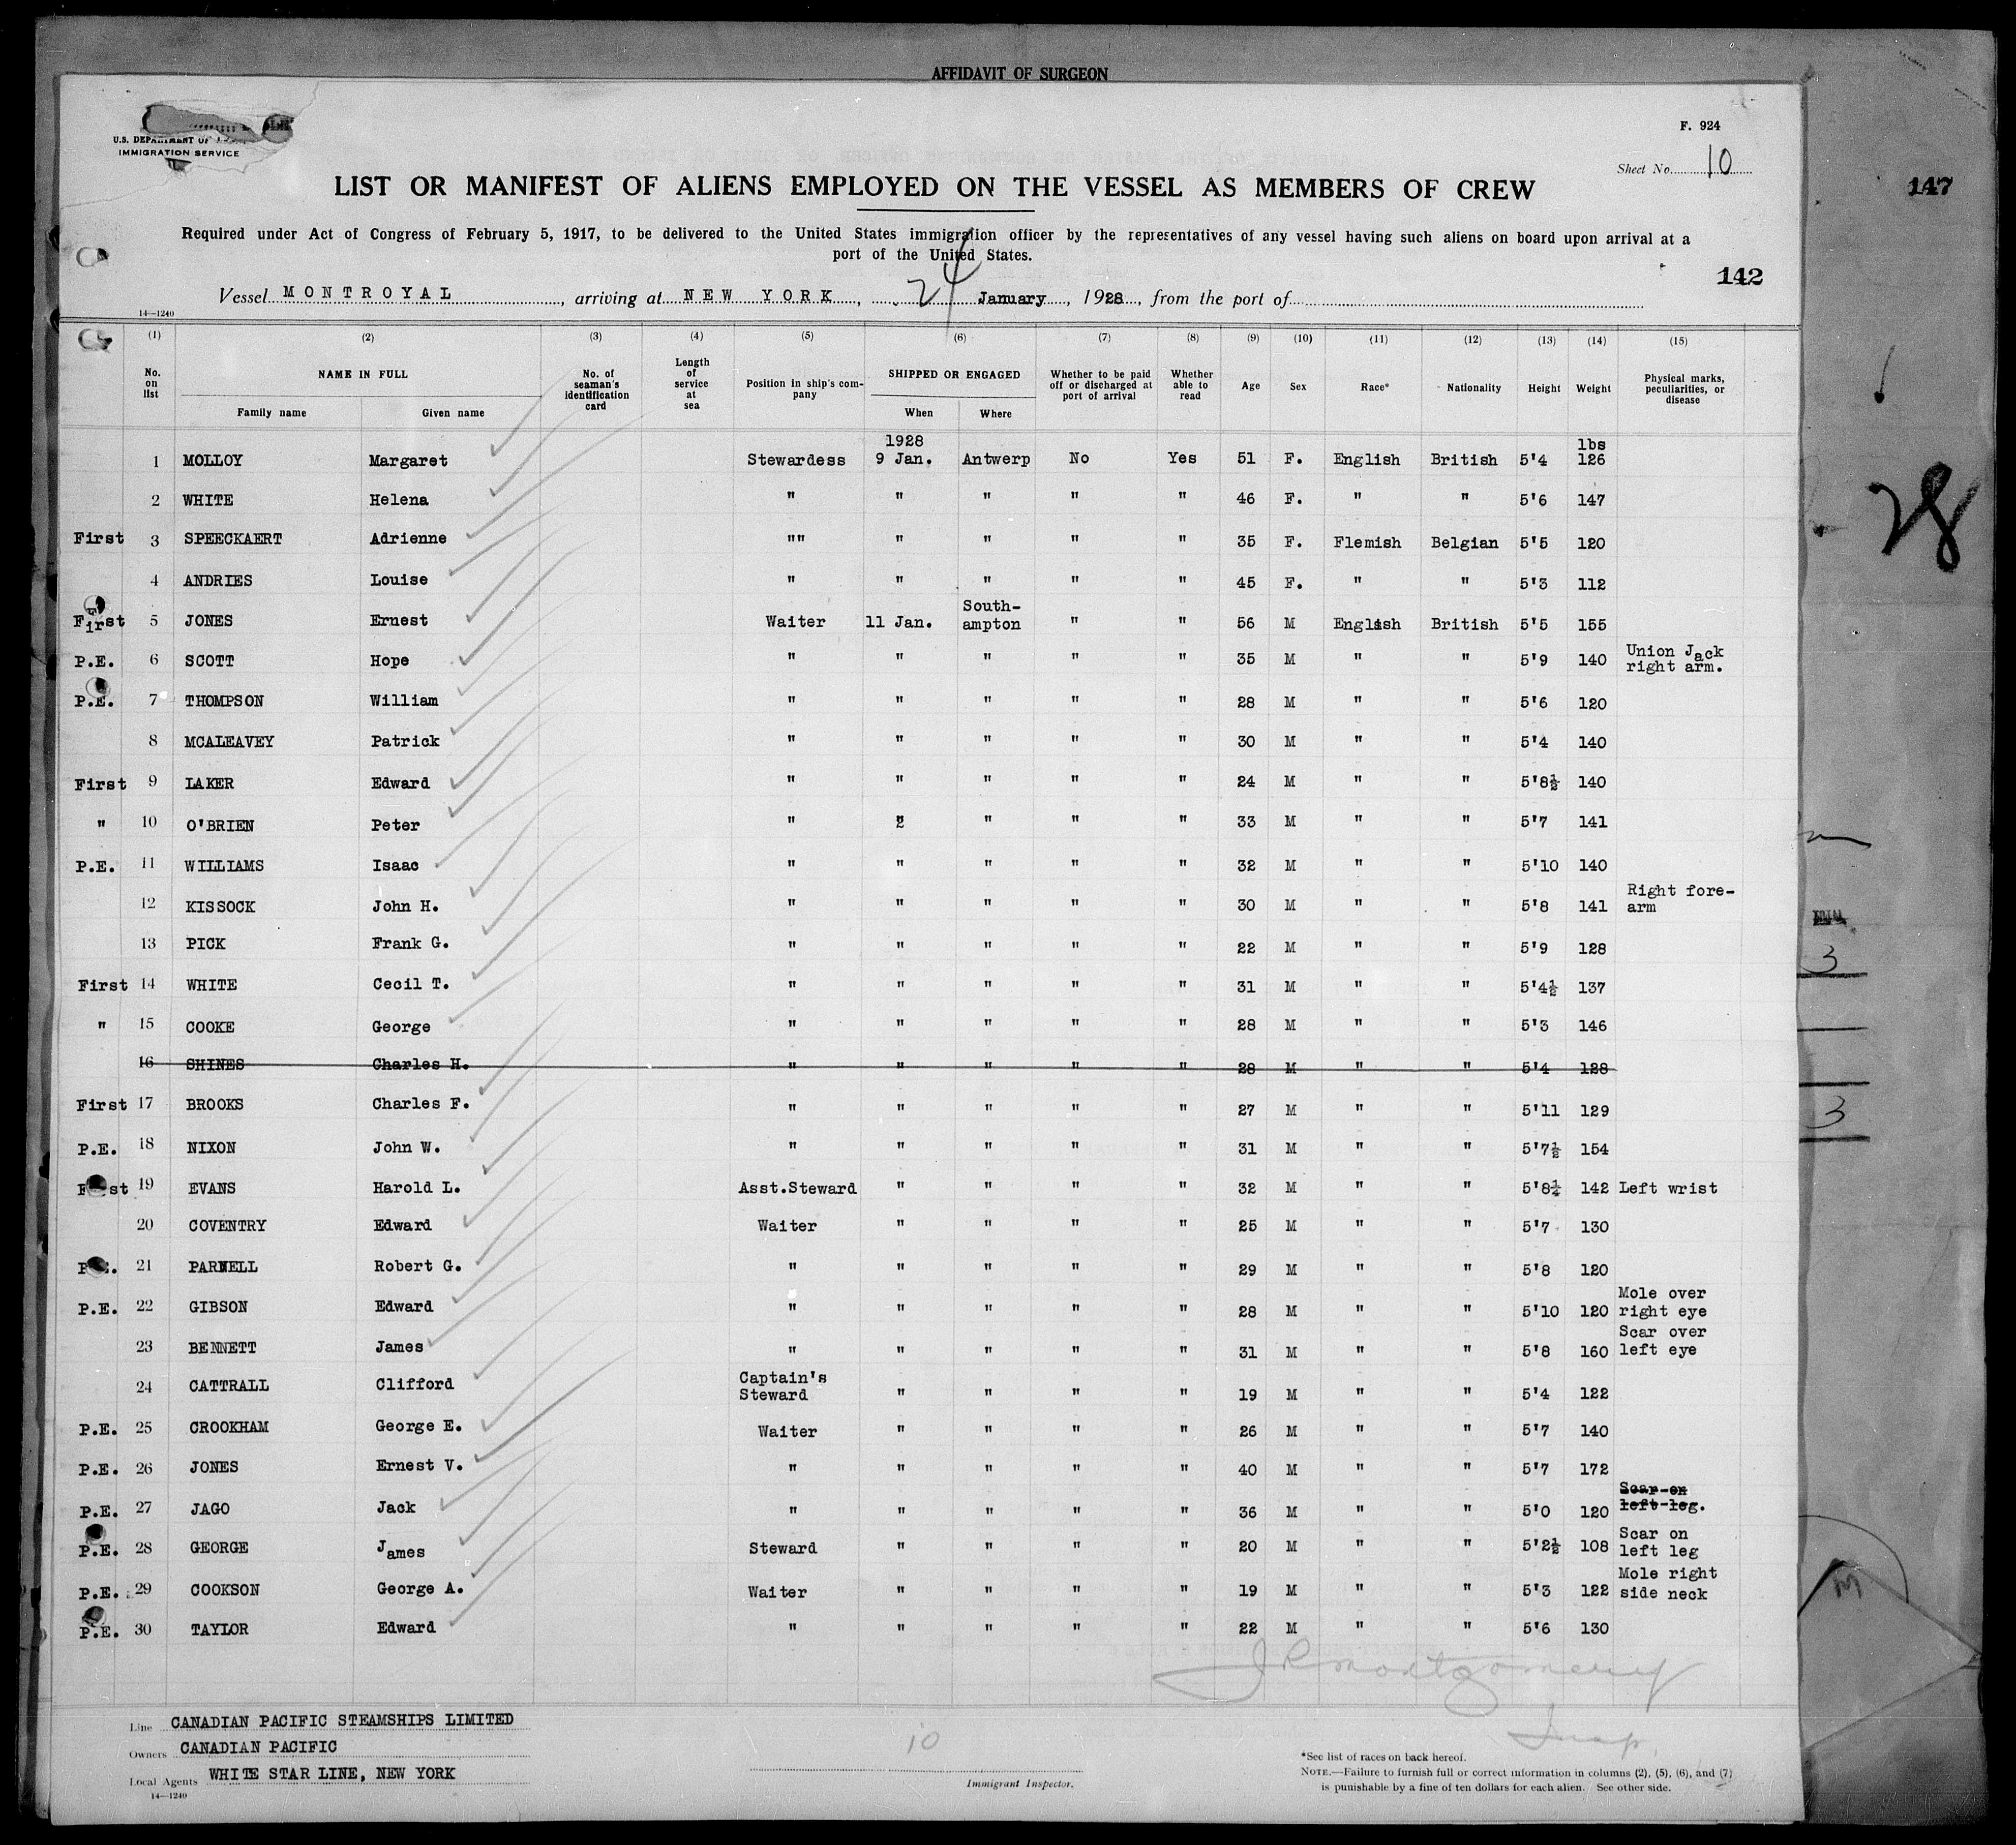 AFFIDAVIT OF SURGEON
U.S. DEPARTMENT OF
IMMIGRATION SERVICE
F. 924
Sheet No. 10
147
LIST OR MANIFEST OF ALIENS EMPLOYED ON THE VESSEL AS MEMBERS OF CREW
Required under Act of Congress of February 5, 1917, to be delivered to the United States immigration officer by the representatives of any vessel having such aliens on board upon arrival at a
port of the United States.
142
Vessel MONTROYAL, arriving at NEW YORK, 24 January, 1928, from the port of
14—1240
(1) (2) (3) (4) (5) (6) (7) (8) (9) (10) (11) (12) (13) (14) (15)
No. on list NAME IN FULL Family name Given name No. of seaman's identification card Length of service at sea Position in ship's company SHIPPED OR ENGAGED When Where Whether to be paid off or discharged at port of arrival Whether able to read Age Sex Race* Nationality Height Weight Physical marks, peculiarities, or disease
1928 lbs
1 MOLLOY Margaret Stewardess 9 Jan. Antwerp No Yes 51 F. English British 5'4 126
2 WHITE Helena " " " " " 46 F. " " 5'6 147
First 3 SPEECKAERT Adrienne "" " " " " 35 F. Flemish Belgian 5'5 120
4 ANDRIES Louise " " " " " 45 F. " " 5'3 112
First 5 JONES Ernest Waiter 11 Jan. South-ampton " " 56 M English British 5'5 155
P.E. 6 SCOTT Hope " " " " " 35 M " " 5'9 140 Union Jack right arm.
P.E. 7 THOMPSON William " " " " " 28 M " " 5'6 120
8 MCALEAVEY Patrick " " " " " 30 M " " 5'4 140
First 9 LAKER Edward " " " " " 24 M " " 5'8½ 140
" 10 O'BRIEN Peter " " " " " 33 M " " 5'7 141
P.E. 11 WILLIAMS Isaac " " " " " 32 M " " 5'10 140
12 KISSOCK John H. " " " " " 30 M " " 5'8 141 Right fore-arm
13 PICK Frank G. " " " " " 22 M " " 5'9 128
First 14 WHITE Cecil T. " " " " " 31 M " " 5'4½ 137
" 15 COOKE George " " " " " 28 M " " 5'3 146
16 SHINES Charles H. " " " " " 28 M " " 5'4 128
First 17 BROOKS Charles F. " " " " " 27 M " " 5'11 129
P.E. 18 NIXON John W. " " " " " 31 M " " 5'7½ 154
First 19 EVANS Harold L. Asst.Steward " " " " 32 M " " 5'8¼ 142 Left wrist
20 COVENTRY Edward Waiter " " " " 25 M " " 5'7 130
P.E. 21 PARNELL Robert G. " " " " " 29 M " " 5'8 120
P.E. 22 GIBSON Edward " " " " " 28 M " " 5'10 120 Mole over right eye
23 BENNETT James " " " " " 31 M " " 5'8 160 Scar over left eye
24 CATTRALL Clifford Captain's Steward " " " " 19 M " " 5'4 122
P.E. 25 CROOKHAM George E. Waiter " " " " 26 M " " 5'7 140
P.E. 26 JONES Ernest V. " " " " " 40 M " " 5'7 172
P.E. 27 JAGO Jack " " " " " 36 M " " 5'0 120 Scar on left leg.
P.E. 28 GEORGE James Steward " " " " 20 M " " 5'2½ 108 Scar on left leg
P.E. 29 COOKSON George A. Waiter " " " " 19 M " " 5'3 122 Mole right side neck
P.E. 30 TAYLOR Edward " " " " " 22 M " " 5'6 130
28
3
3
J R Montgomery
Insp.
Line CANADIAN PACIFIC STEAMSHIPS LIMITED
Owners CANADIAN PACIFIC
Local Agents WHITE STAR LINE, NEW YORK
14—1240
10
Immigrant Inspector.
*See list of races on back hereof.
NOTE.—Failure to furnish full or correct information in columns (2), (5), (6), and (7)
is punishable by a fine of ten dollars for each alien. See other side.